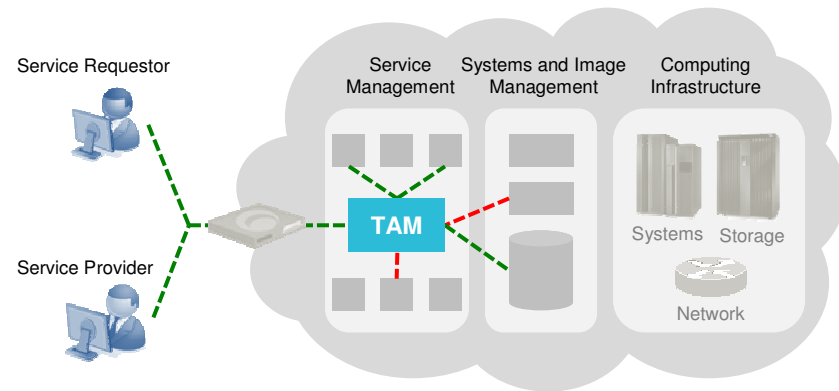 Service Requestor
Service Provider
Service
Management
Systems and Image
Management
Computing
Infrastructure
TAM
Systems
Storage
Network